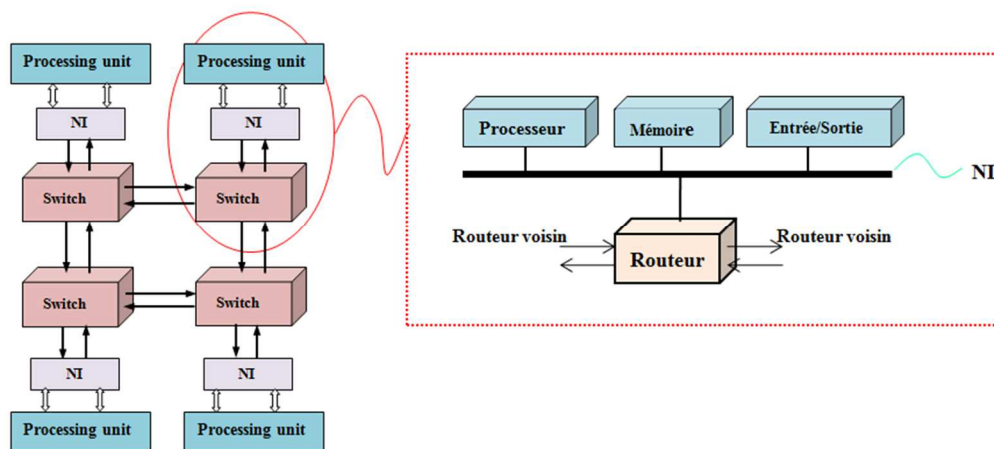 Processing unit
Processing unit
NI
NI
Switch
Switch
Switch
Switch
NI
NI
Processing unit
Processing unit
Processeur
Mémoire
Entrée/Sortie
NI
Routeur voisin
Routeur voisin
Routeur